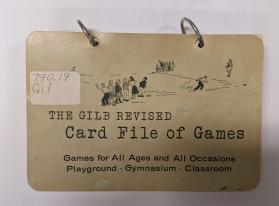 790.19
Gil
THE GILB REVISED
Card File of Games
Games for All Ages and All Occasions
Playground - Gymnasium - Classroom